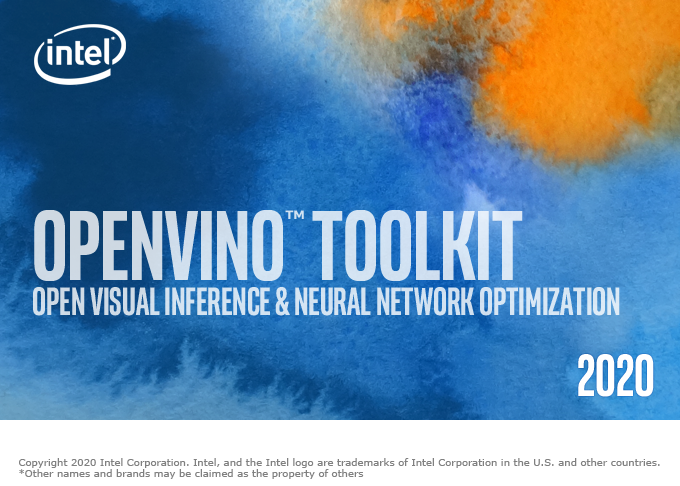 intel
OPENVINO™ TOOLKIT
OPEN VISUAL INFERENCE & NEURAL NETWORK OPTIMIZATION
2020
Copyright 2020 Intel Corporation. Intel, and the Intel logo are trademarks of Intel Corporation in the U.S. and other countries.
*Other names and brands may be claimed as the property of others